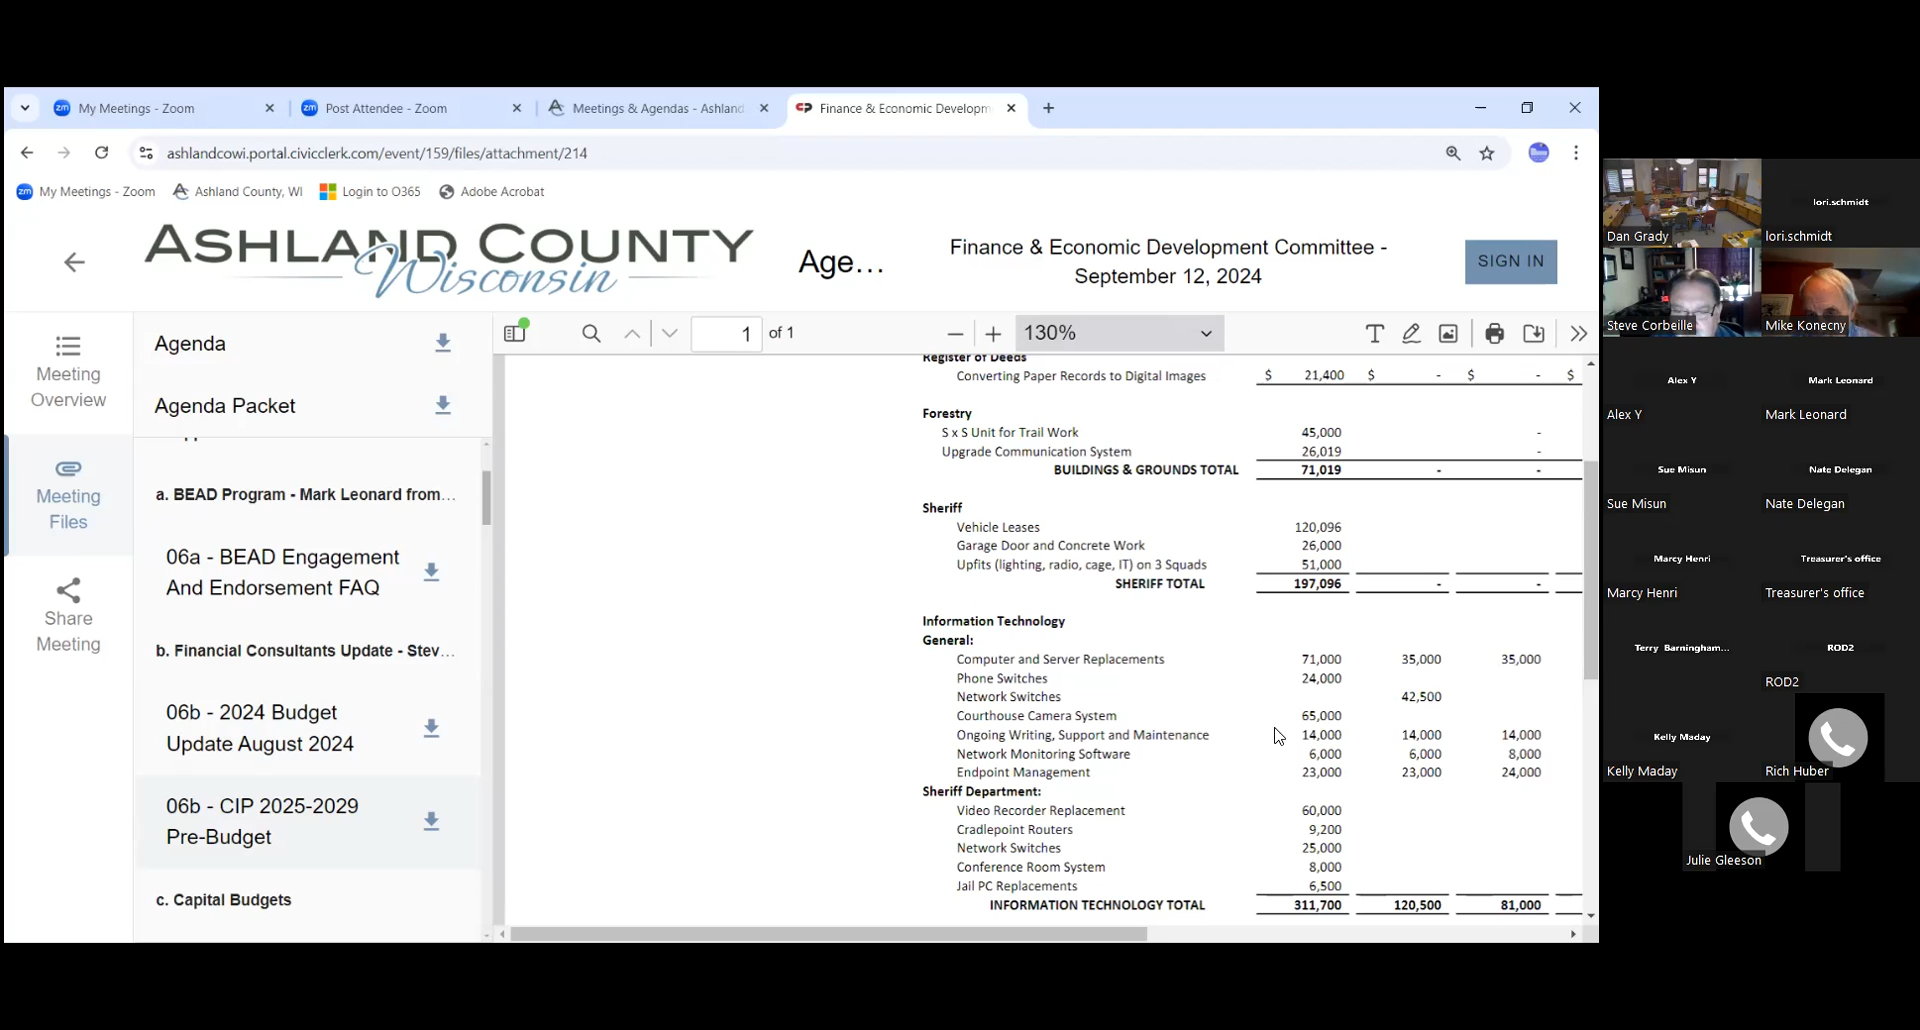 My Meetings - Zoom
Post Attendee - Zoom
Meetings & Agendas - Ashland
Finance & Economic Developm
ashlandcowi.portal.civicclerk.com/event/159/files/attachment/214
My Meetings - Zoom
Ashland County, WI
Login to O365
Adobe Acrobat
ASHLAND COUNTY
Wisconsin
Age...
Finance & Economic Development Committee -
September 12, 2024
SIGN IN
Meeting
Overview
Meeting
Files
Share
Meeting
Agenda
Agenda Packet
a. BEAD Program - Mark Leonard from...
06a - BEAD Engagement
And Endorsement FAQ
b. Financial Consultants Update - Stev...
06b - 2024 Budget
Update August 2024
06b - CIP 2025-2029
Pre-Budget
c. Capital Budgets
1 of 1
130%
Register of Deeds
Converting Paper Records to Digital Images $ 21,400 $ - $ - $
Forestry
S x S Unit for Trail Work 45,000 -
Upgrade Communication System 26,019 -
BUILDINGS & GROUNDS TOTAL 71,019 - -
Sheriff
Vehicle Leases 120,096
Garage Door and Concrete Work 26,000
Upfits (lighting, radio, cage, IT) on 3 Squads 51,000
SHERIFF TOTAL 197,096 - -
Information Technology
General:
Computer and Server Replacements 71,000 35,000 35,000
Phone Switches 24,000
Network Switches 42,500
Courthouse Camera System 65,000
Ongoing Writing, Support and Maintenance 14,000 14,000 14,000
Network Monitoring Software 6,000 6,000 8,000
Endpoint Management 23,000 23,000 24,000
Sheriff Department:
Video Recorder Replacement 60,000
Cradlepoint Routers 9,200
Network Switches 25,000
Conference Room System 8,000
Jail PC Replacements 6,500
INFORMATION TECHNOLOGY TOTAL 311,700 120,500 81,000
Dan Grady
lori.schmidt
lori.schmidt
Steve Corbeille
Mike Konecny
Alex Y
Mark Leonard
Alex Y
Mark Leonard
Sue Misun
Nate Delegan
Sue Misun
Nate Delegan
Marcy Henri
Treasurer's office
Marcy Henri
Treasurer's office
Terry Barningham...
ROD2
ROD2
Kelly Maday
Kelly Maday
Rich Huber
Julie Gleeson